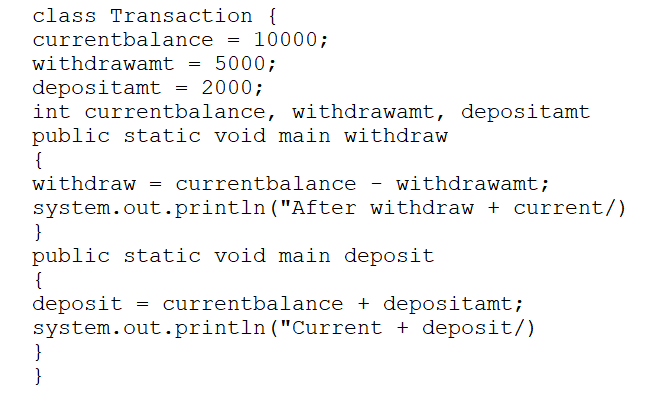 class Transaction {
currentbalance = 10000;
withdrawamt = 5000;
depositamt = 2000;
int currentbalance, withdrawamt, depositamt
public static void main withdraw
{
withdraw = currentbalance - withdrawamt;
system.out.println("After withdraw + current/)
}
public static void main deposit
{
deposit = currentbalance + depositamt;
system.out.println("Current + deposit/)
}
}